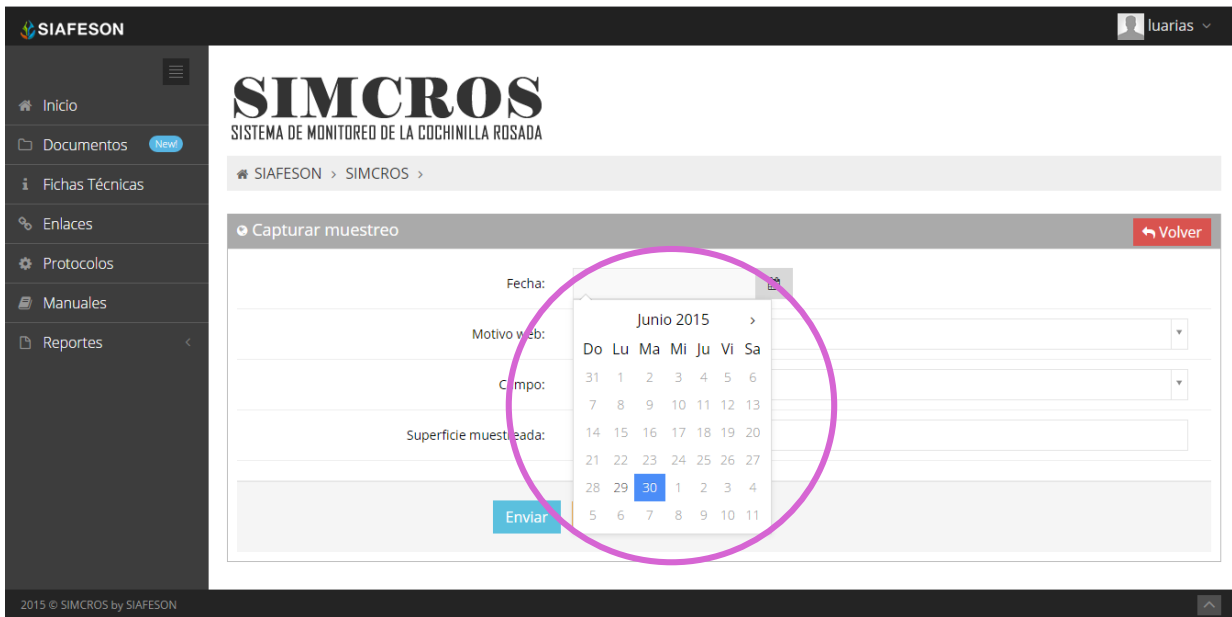 SIAFESON
luarias
Inicio
Documentos New!
Fichas Técnicas
Enlaces
Protocolos
Manuales
Reportes
SIMCROS
SISTEMA DE MONITOREO DE LA COCHINILLA ROSADA
SIAFESON > SIMCROS >
Capturar muestreo
Volver
Fecha:
Motivo web:
Campo:
Superficie muestreada:
Junio 2015 >
Do Lu Ma Mi Ju Vi Sa
31 1 2 3 4 5 6
7 8 9 10 11 12 13
14 15 16 17 18 19 20
21 22 23 24 25 26 27
28 29 30 1 2 3 4
5 6 7 8 9 10 11
Enviar
2015 © SIMCROS by SIAFESON